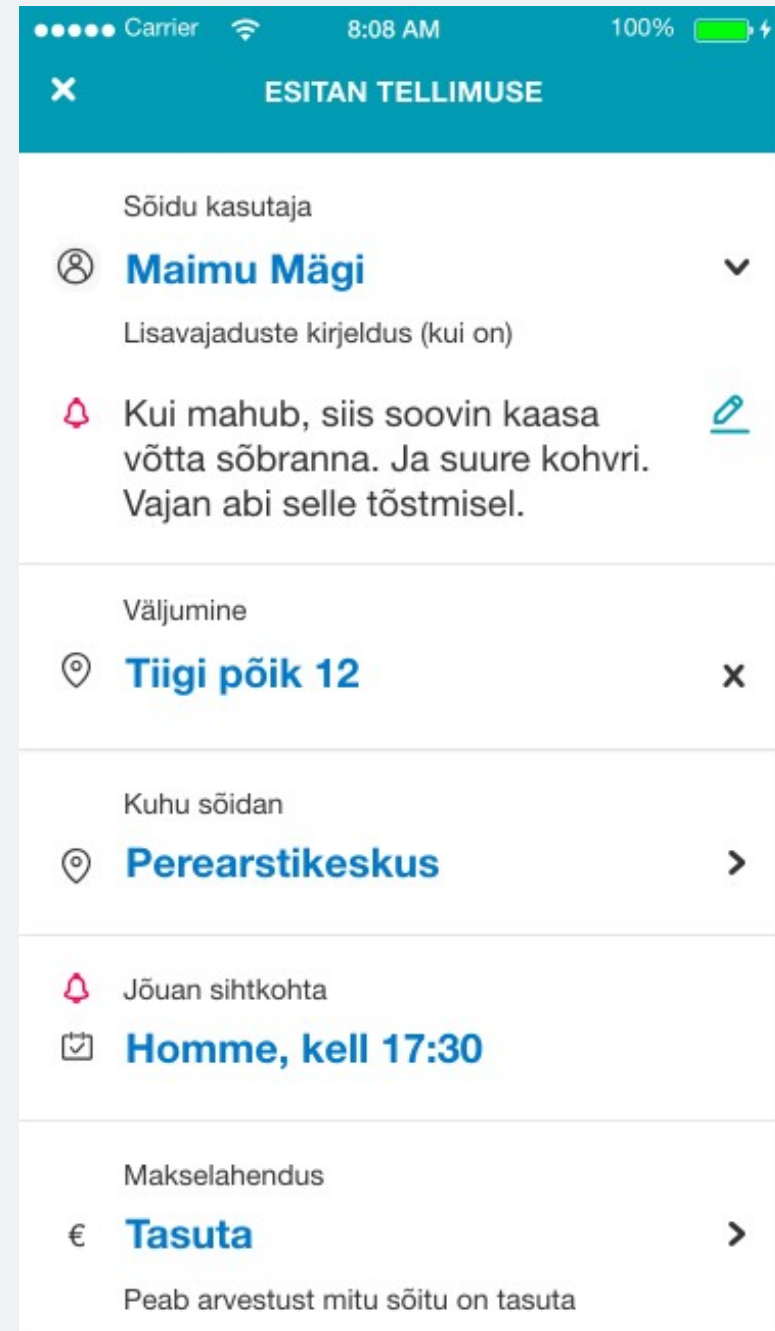 Carrier 8:08 AM 100%
ESITAN TELLIMUSE
Sõidu kasutaja
Maimu Mägi
Lisavajaduste kirjeldus (kui on)
Kui mahub, siis soovin kaasa
võtta sõbranna. Ja suure kohvri.
Vajan abi selle tõstmisel.
Väljumine
Tiigi põik 12
Kuhu sõidan
Perearstikeskus
Jõuan sihtkohta
Homme, kell 17:30
Makselahendus
€ Tasuta
Peab arvestust mitu sõitu on tasuta